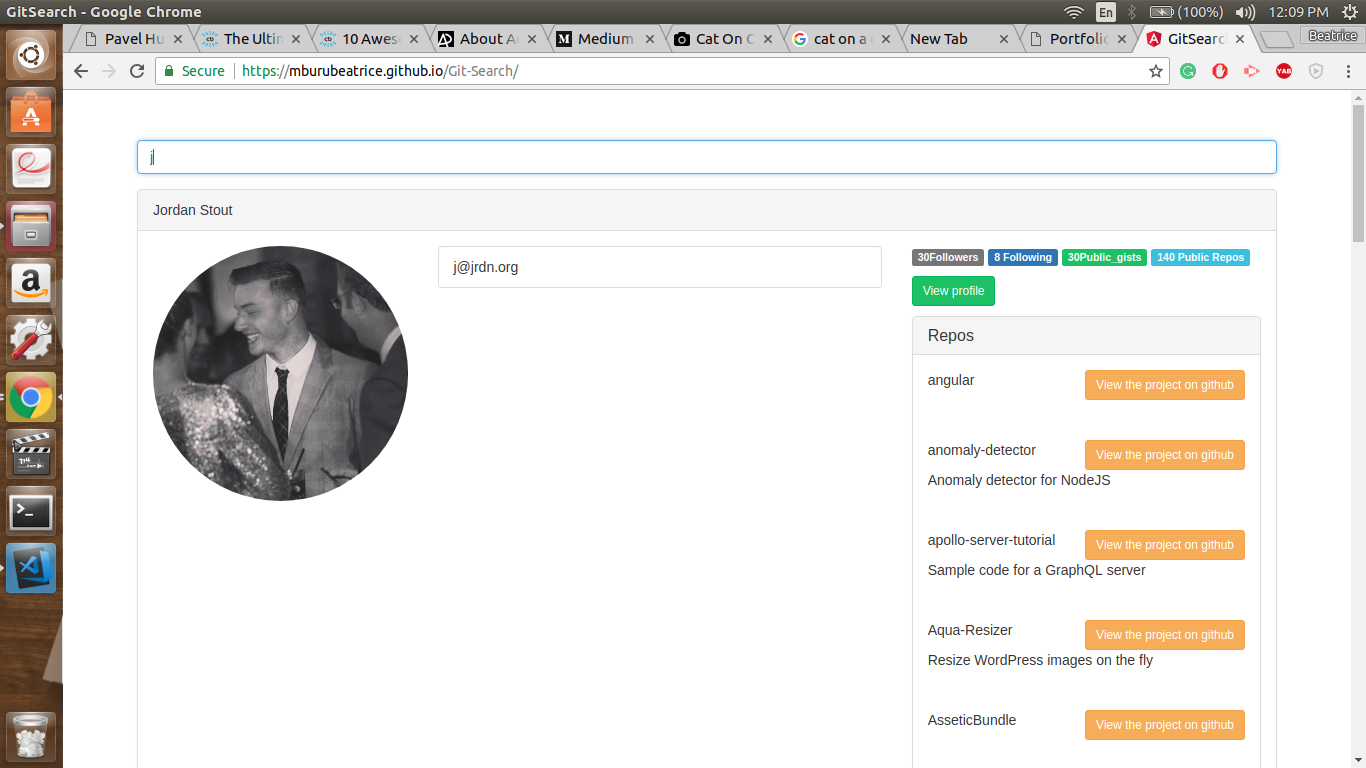 GitSearch - Google Chrome
En
(100%)
12:09 PM
Pavel Hu
The Ultin
10 Awes
About A
Medium
Cat On C
cat on a
New Tab
Portfolio
GitSearc
Beatrice
Secure
https://mburubeatrice.github.io/Git-Search/
YAB
j
Jordan Stout
j@jrdn.org
30Followers
8 Following
30Public_gists
140 Public Repos
View profile
Repos
angular
View the project on github
anomaly-detector
View the project on github
Anomaly detector for NodeJS
apollo-server-tutorial
View the project on github
Sample code for a GraphQL server
Aqua-Resizer
View the project on github
Resize WordPress images on the fly
AsseticBundle
View the project on github